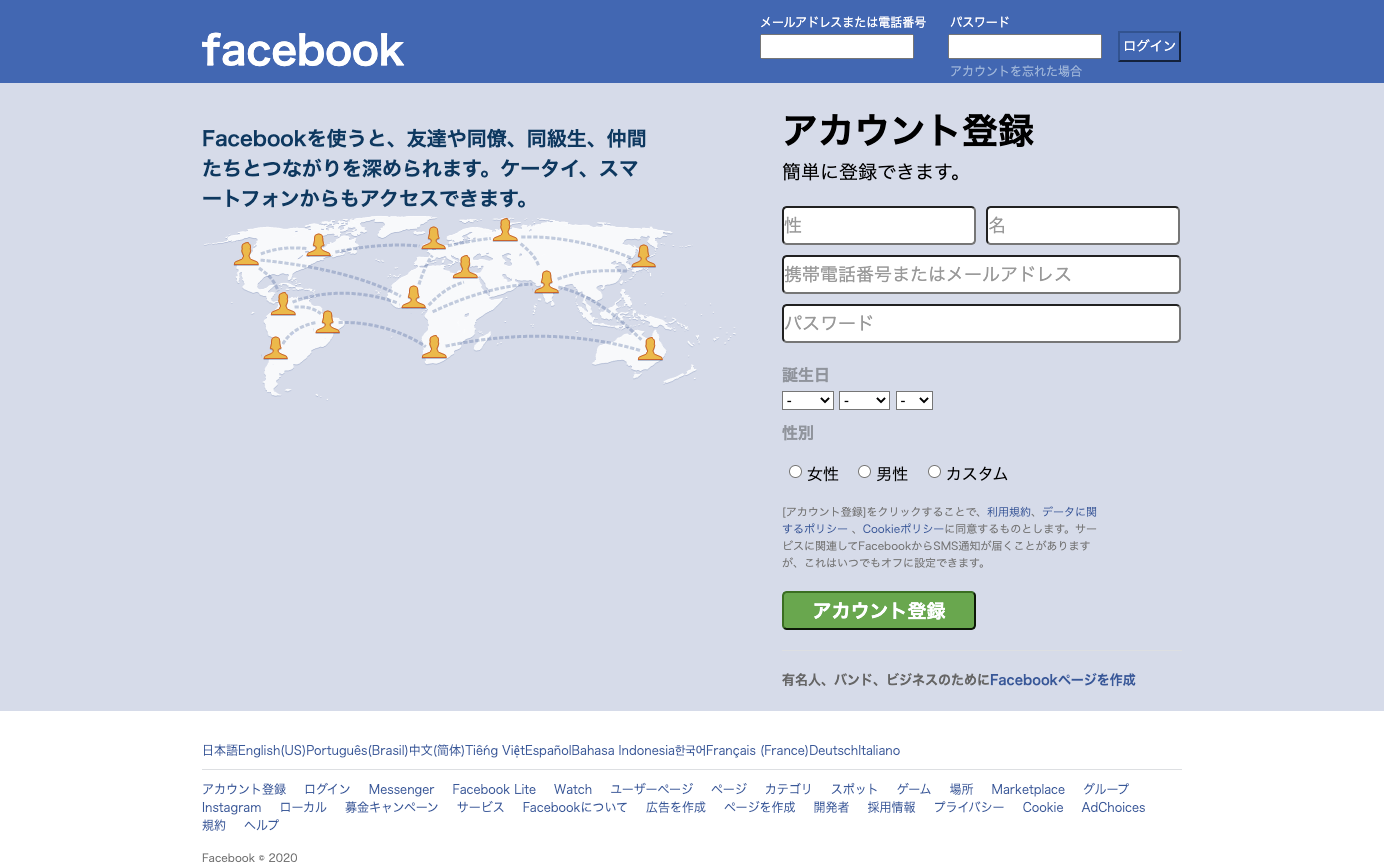 facebook
メールアドレスまたは電話番号
パスワード
ログイン
アカウントを忘れた場合
Facebookを使うと、友達や同僚、同級生、仲間
たちとつながりを深められます。ケータイ、スマ
ートフォンからもアクセスできます。
アカウント登録
簡単に登録できます。
性
名
携帯電話番号またはメールアドレス
パスワード
誕生日
- - -
性別
女性 男性 カスタム
[アカウント登録]をクリックすることで、利用規約、データに関
するポリシー 、Cookieポリシーに同意するものとします。サー
ビスに関連してFacebookからSMS通知が届くことがあります
が、これはいつでもオフに設定できます。
アカウント登録
有名人、バンド、ビジネスのためにFacebookページを作成
日本語English(US)Português(Brasil)中文(简体)Tiếng ViệtEspañolBahasa Indonesia한국어Français (France)DeutschItaliano
アカウント登録 ログイン Messenger Facebook Lite Watch ユーザーページ ページ カテゴリ スポット ゲーム 場所 Marketplace グループ
Instagram ローカル 募金キャンペーン サービス Facebookについて 広告を作成 ページを作成 開発者 採用情報 プライバシー Cookie AdChoices
規約 ヘルプ
Facebook © 2020